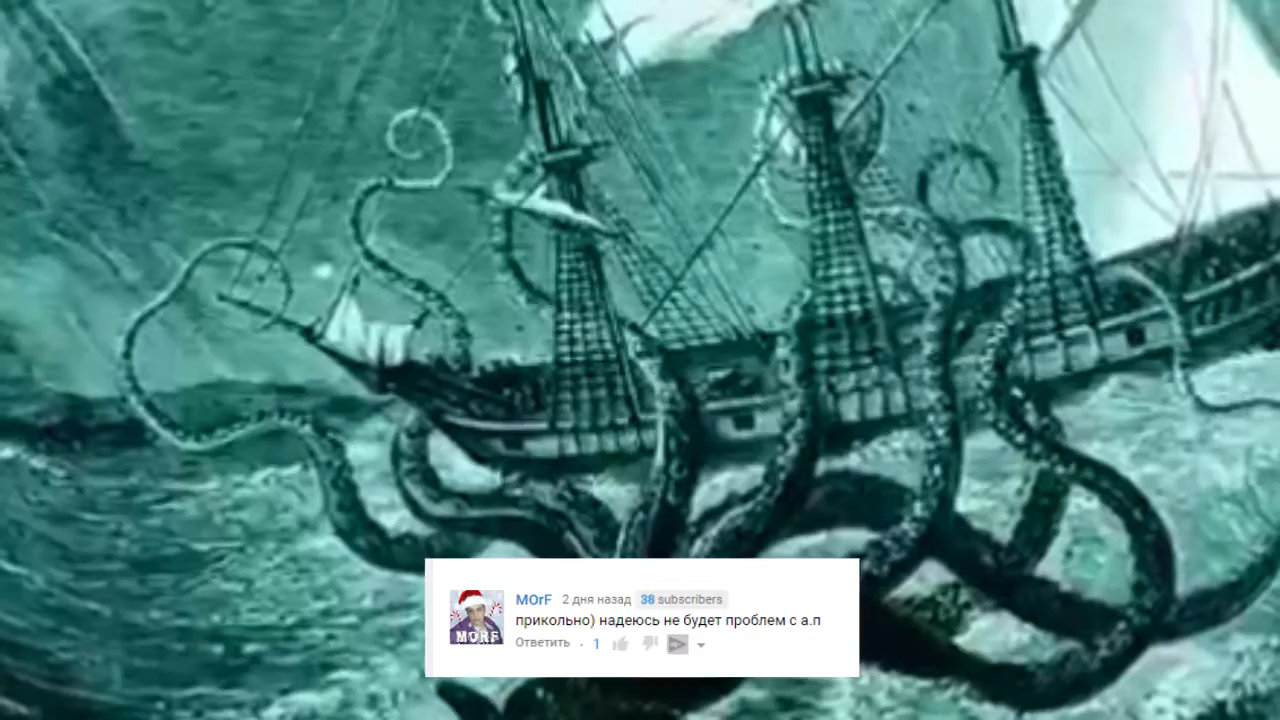 MOrF 2 дня назад 38 subscribers
прикольно) надеюсь не будет проблем с а.п
Ответить · 1
MORF